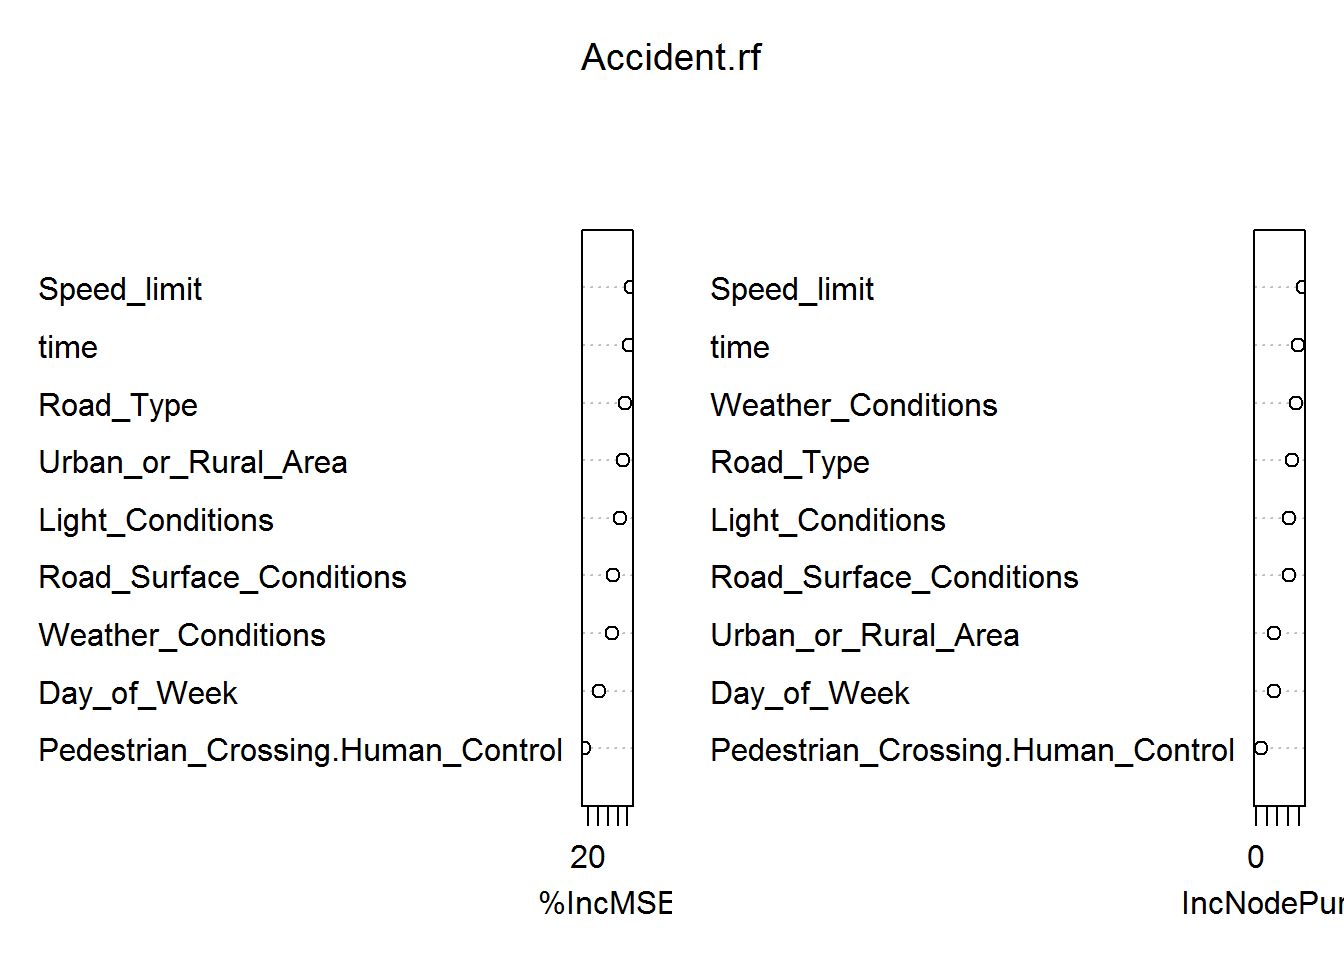 Accident.rf
Speed_limit
time
Road_Type
Urban_or_Rural_Area
Light_Conditions
Road_Surface_Conditions
Weather_Conditions
Day_of_Week
Pedestrian_Crossing.Human_Control
20
%IncMSE
Speed_limit
time
Weather_Conditions
Road_Type
Light_Conditions
Road_Surface_Conditions
Urban_or_Rural_Area
Day_of_Week
Pedestrian_Crossing.Human_Control
0
IncNodePur